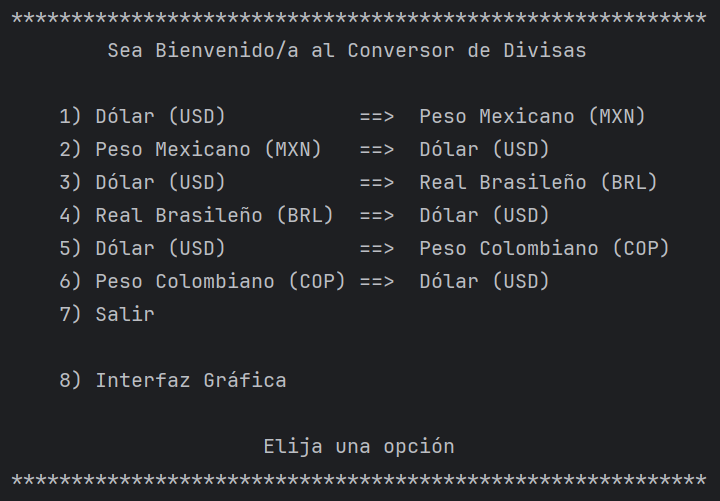 **********************************************************
Sea Bienvenido/a al Conversor de Divisas
1) Dólar (USD) ==> Peso Mexicano (MXN)
2) Peso Mexicano (MXN) ==> Dólar (USD)
3) Dólar (USD) ==> Real Brasileño (BRL)
4) Real Brasileño (BRL) ==> Dólar (USD)
5) Dólar (USD) ==> Peso Colombiano (COP)
6) Peso Colombiano (COP) ==> Dólar (USD)
7) Salir
8) Interfaz Gráfica
Elija una opción
**********************************************************